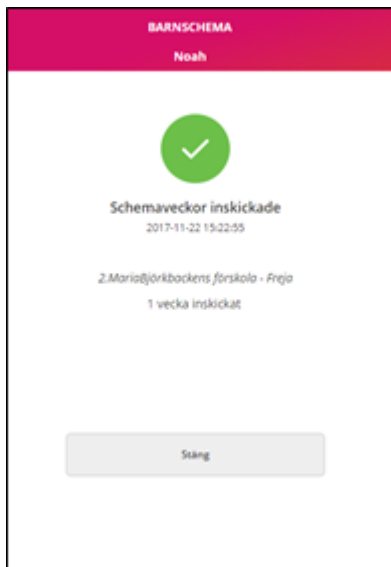 BARNSCHEMA
Noah
Schemaveckor inskickade
2017-11-22 15:22:55
2.MariaBjörkbackens förskola - Freja
1 vecka inskickat
Stäng